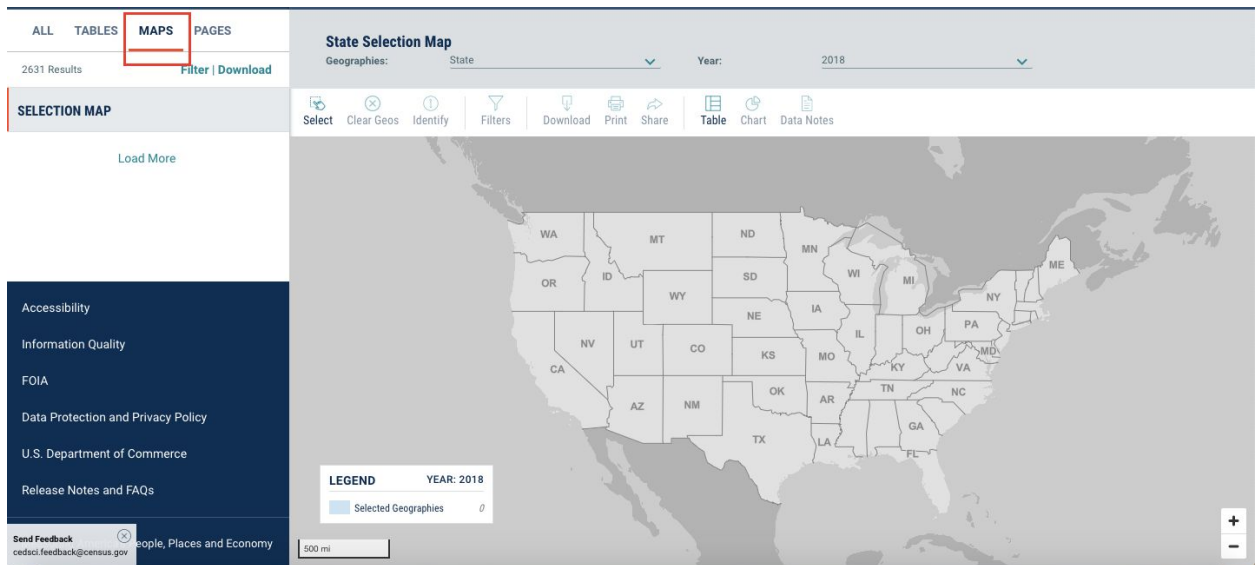 ALL TABLES MAPS PAGES
2631 Results Filter | Download
SELECTION MAP
Load More
Accessibility
Information Quality
FOIA
Data Protection and Privacy Policy
U.S. Department of Commerce
Release Notes and FAQs
Send Feedback
cedsci.feedback@census.gov
eople, Places and Economy
State Selection Map
Geographies: State Year: 2018
Select Clear Geos Identify Filters Download Print Share Table Chart Data Notes
WA MT ND MN ME
OR ID SD WI MI
WY NY
NE IA OH PA
NV UT CO IL MD
CA KS MO KY VA
OK TN NC
AZ NM AR
TX LA GA
FL
LEGEND YEAR: 2018
Selected Geographies 0
500 mi
+
−